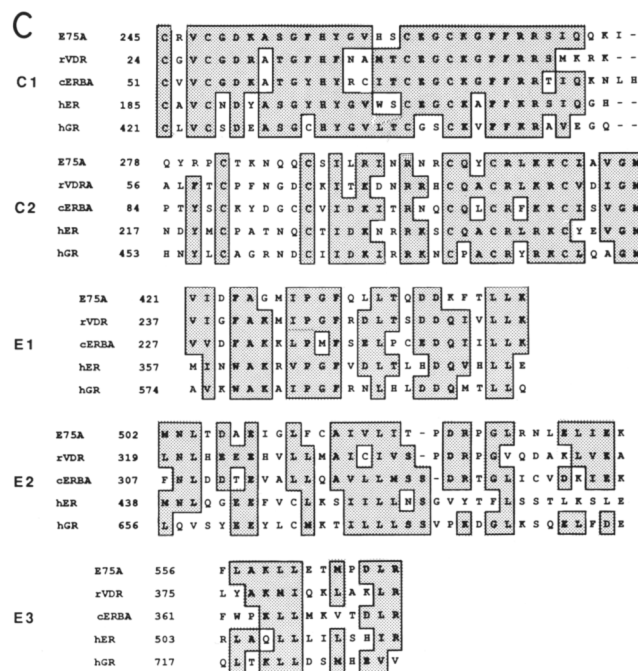 C
E75A 245 C R V C G D K A S G F H Y G V H S C E G C K G F F R R S I Q Q K I - -
rVDR 24 C G V C G D R A T G F H F N A M T C E G C K G F F R R S M K R K - - -
C1 cERBA 51 C V V C G D K A T G Y H Y R C I T C E G C K G F F R R T I Q K N L H
hER 185 C A V C N D Y A S G Y H Y G V W S C E G C K A F F K R S I Q G H - -
hGR 421 C L V C S D E A S G C H Y G V L T C G S C K V F F K R A V E G Q - -
E75A 278 Q Y R P C T K N Q Q C S I L R I N R N R C Q Y C R L K K C I A V G M
rVDRA 56 A L F T C P F N G D C K I T K D N R R H C Q A C R L K R C V D I G M
C2 cERBA 84 P T Y S C K Y D G C C V I D K I T R N Q C Q L C R F K K C I S V G M
hER 217 N D Y M C P A T N Q C T I D K N R R K S C Q A C R L R K C Y E V G M
hGR 453 H N Y L C A G R N D C I I D K I R R K N C P A C R Y R K C L Q A G M
E75A 421 V I D F A G M I P G F Q L L T Q D D K F T L L K
rVDR 237 V I G F A K M I P G F R D L T S D D Q I V L L K
E1 cERBA 227 V V D F A K K L P M F S E L P C E D Q I I L L K
hER 357 M I N W A K R V P G F V D L T L H D Q V H L L E
hGR 574 A V K W A K A I P G F R N L H L D D Q M T L L Q
E75A 502 M N L T D A E I G L F C A I V L I T - P D R P G L R N L E L I E K
rVDR 319 L N L H E E E H V L L M A I C I V S - P D R P G V Q D A K L V E A
E2 cERBA 307 F N L D D T E V A L L Q A V L L M S S - D R T G L I C V D K I E K
hER 438 M N L Q G E E F V C L K S I I L L N S G V Y T F L S S T L K S L E
hGR 656 L Q V S Y E E Y L C M K T I L L L S S V P K D G L K S Q E L F D E
E75A 556 F L A K L L E T M P D L R
rVDR 375 L Y A K M I Q K L A K L R
E3 cERBA 361 F W P K L L M K V T D L R
hER 503 R L A Q L L L I L S H I R
hGR 717 Q L T K L L D S M H E V V